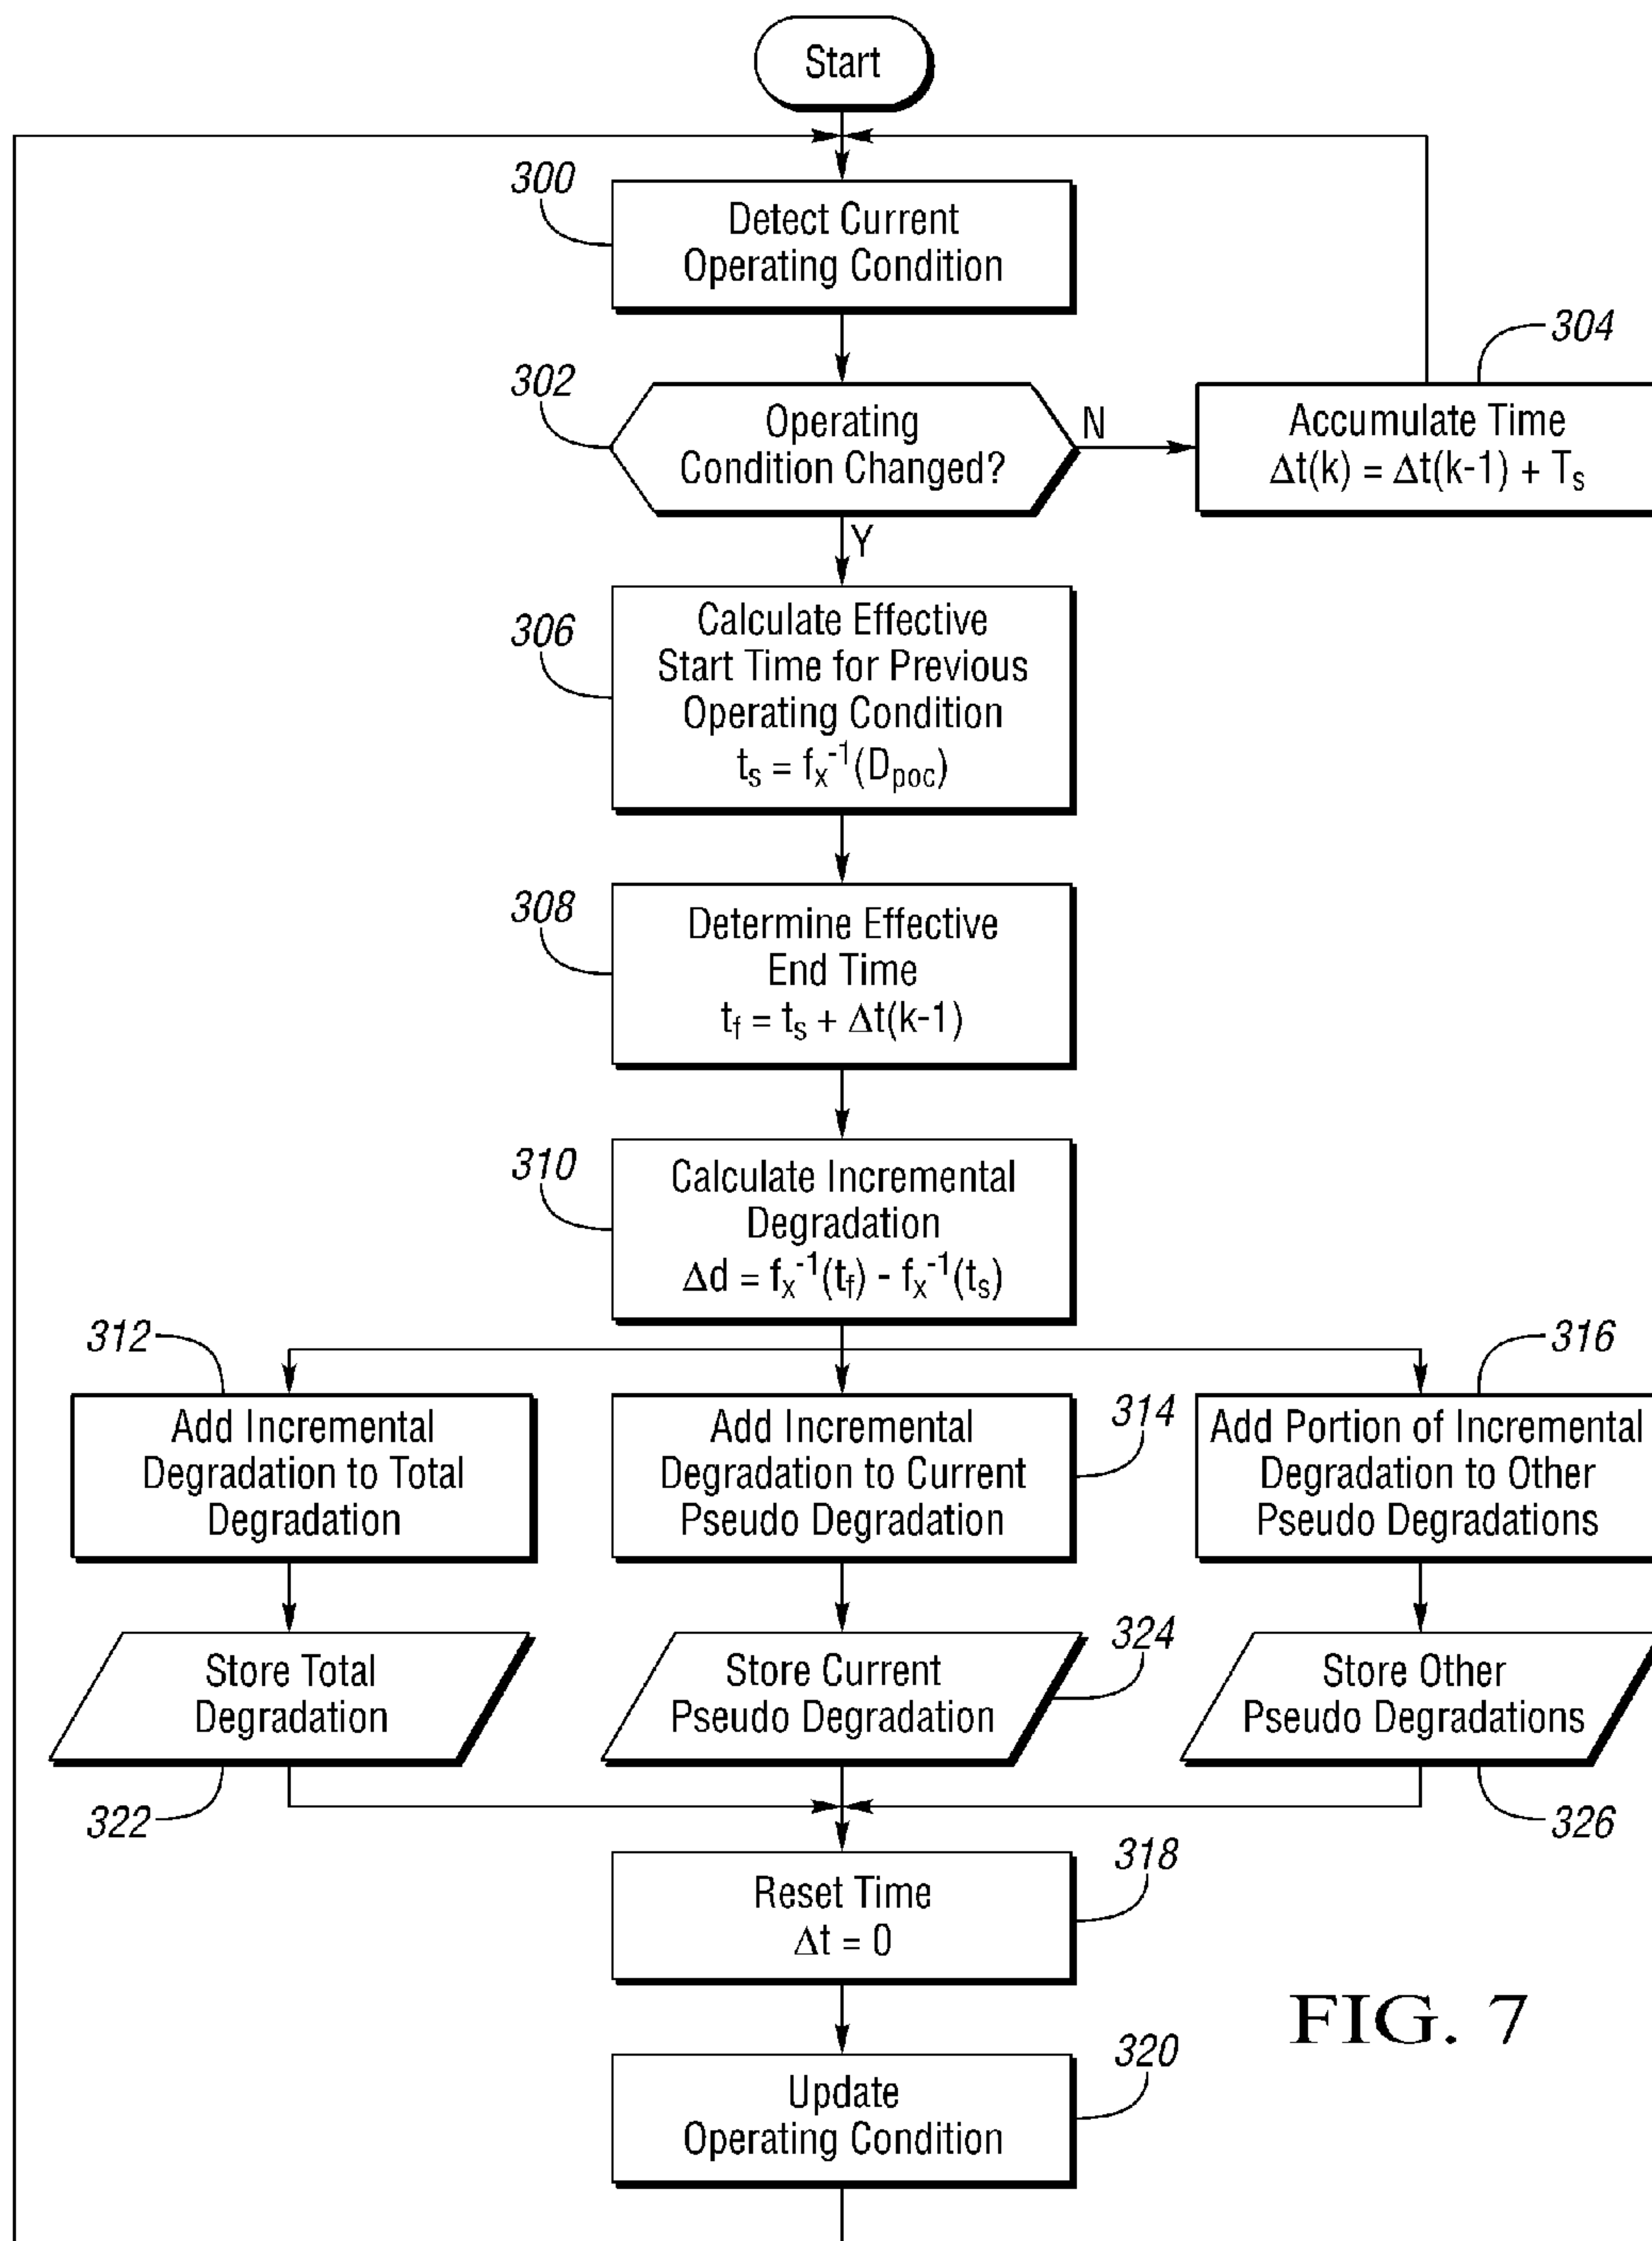 Start
300
Detect Current
Operating Condition
302
Operating
Condition Changed?
N
304
Accumulate Time
Δt(k) = Δt(k-1) + Tₛ
Y
306
Calculate Effective
Start Time for Previous
Operating Condition
tₛ = fₓ⁻¹(D_poc)
308
Determine Effective
End Time
t_f = tₛ + Δt(k-1)
310
Calculate Incremental
Degradation
Δd = fₓ⁻¹(t_f) - fₓ⁻¹(tₛ)
312
Add Incremental
Degradation to Total
Degradation
314
Add Incremental
Degradation to Current
Pseudo Degradation
316
Add Portion of Incremental
Degradation to Other
Pseudo Degradations
Store Total
Degradation
322
324
Store Current
Pseudo Degradation
Store Other
Pseudo Degradations
326
318
Reset Time
Δt = 0
320
Update
Operating Condition
FIG. 7